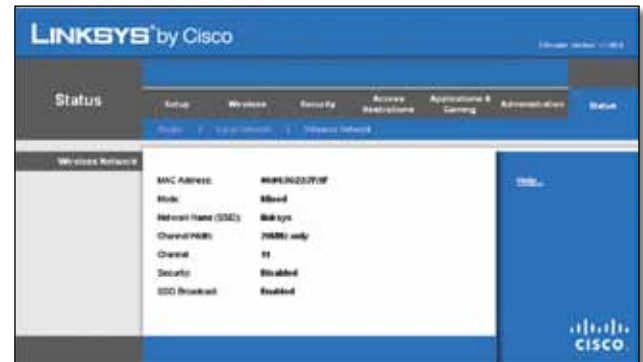 LINKSYS® by Cisco
Status
Setup Wireless Security Access Restrictions Applications & Gaming Administration Status
Router | Local Network | Wireless Network
Wireless Network
MAC Address:
Help...
Mode: Mixed
Network Name (SSID): linksys
Channel Width: 20MHz only
Channel: 11
Security: Disabled
SSID Broadcast: Enabled
CISCO